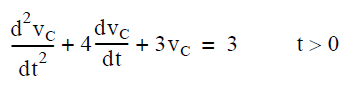 d²v_C/dt² + 4 dv_C/dt + 3v_C = 3 t > 0